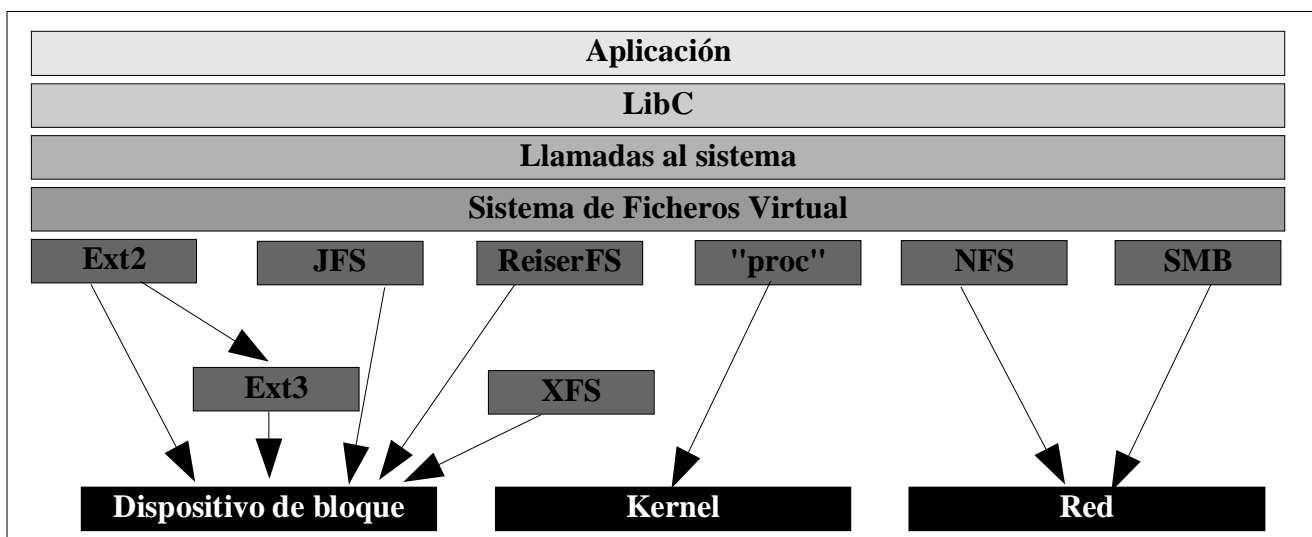 Aplicación
LibC
Llamadas al sistema
Sistema de Ficheros Virtual
Ext2 JFS ReiserFS "proc" NFS SMB
Ext3 XFS
Dispositivo de bloque Kernel Red